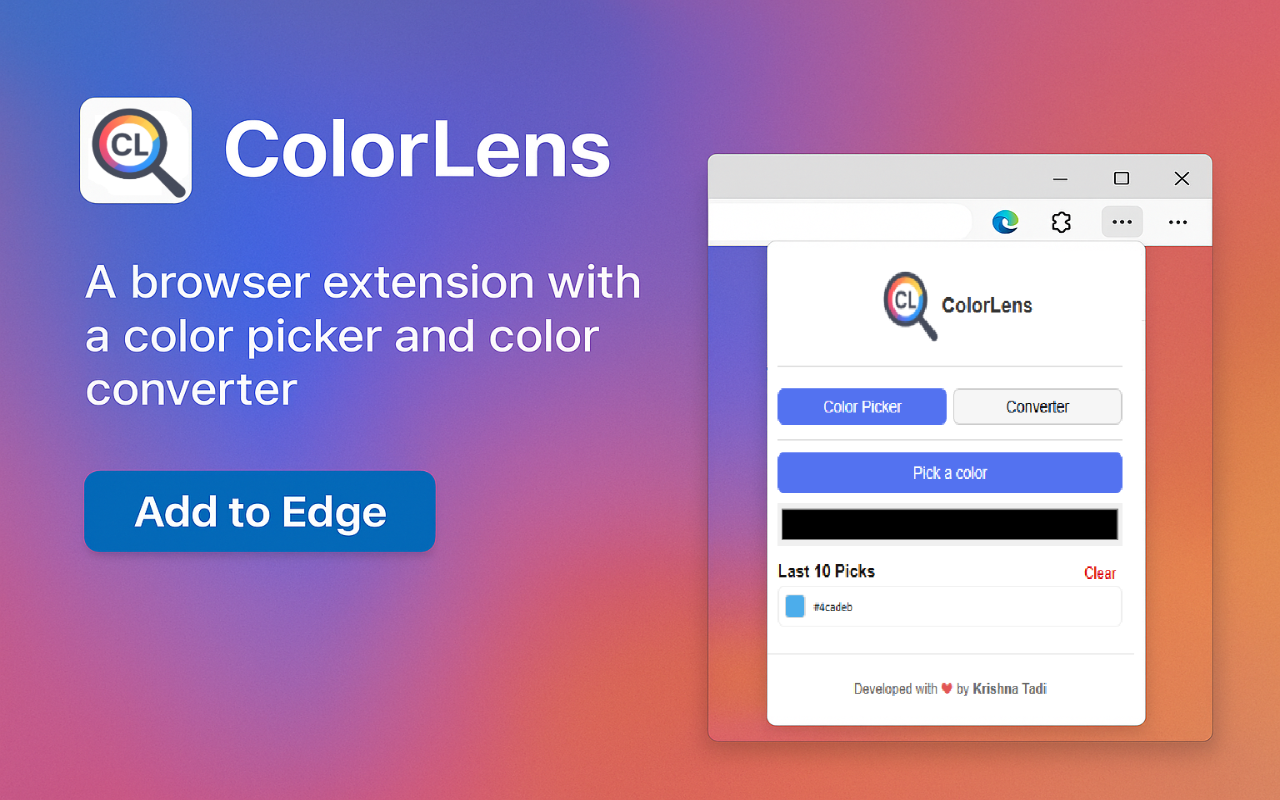 CL
ColorLens
A browser extension with
a color picker and color
converter
Add to Edge
CL
ColorLens
Color Picker
Converter
Pick a color
Last 10 Picks
Clear
#4cadeb
Developed with ❤ by Krishna Tadi